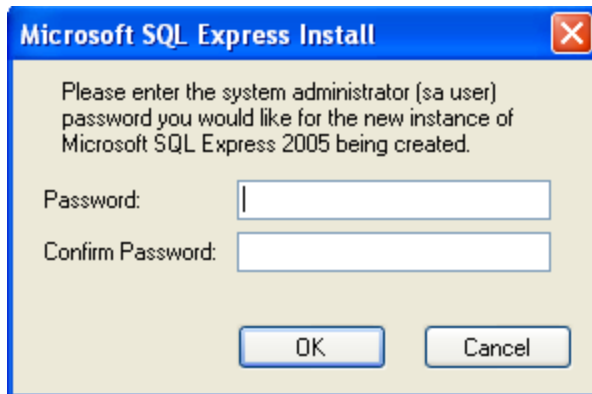 Microsoft SQL Express Install
Please enter the system administrator (sa user)
password you would like for the new instance of
Microsoft SQL Express 2005 being created.
Password:
Confirm Password:
OK Cancel